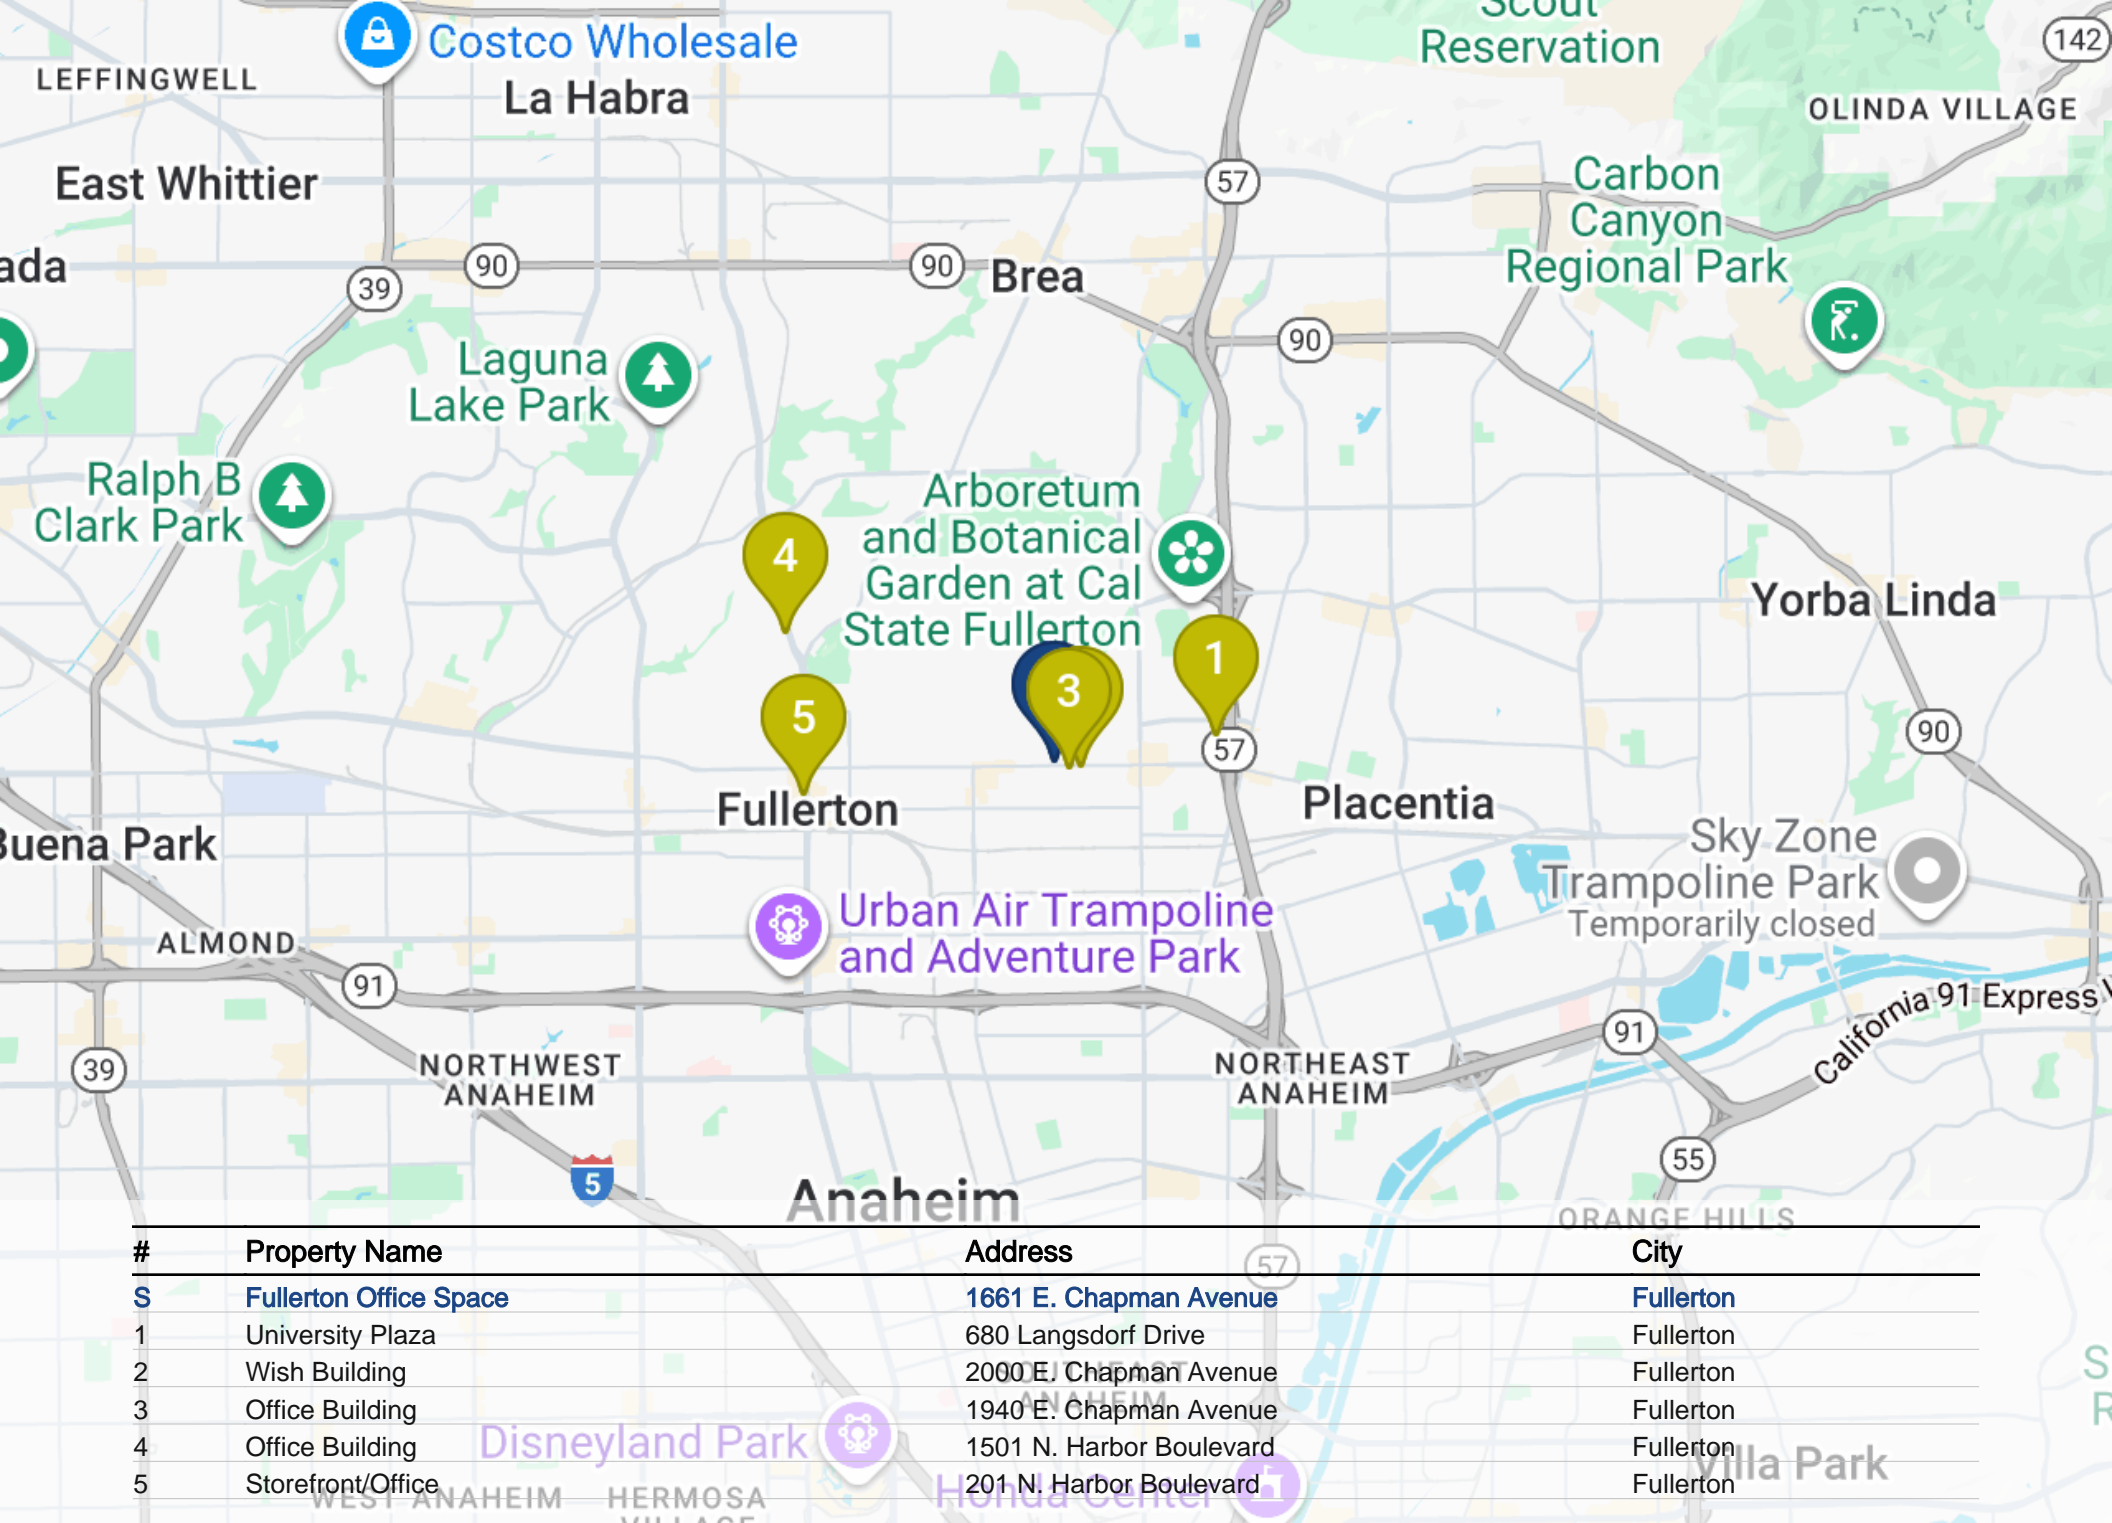 Scout
Reservation
142
Costco Wholesale
LEFFINGWELL
La Habra
OLINDA VILLAGE
East Whittier
57
Carbon
Canyon
Regional Park
ada
90
90
Brea
39
90
Laguna
Lake Park
Ralph B
Clark Park
Arboretum
and Botanical
Garden at Cal
State Fullerton
4
Yorba Linda
1
3
5
57
90
Fullerton
Placentia
Buena Park
Sky Zone
Trampoline Park
Temporarily closed
Urban Air Trampoline
and Adventure Park
ALMOND
91
California 91 Express
91
39
NORTHWEST
ANAHEIM
NORTHEAST
ANAHEIM
55
5
Anaheim
ORANGE HILLS
# Property Name Address City
57
S Fullerton Office Space 1661 E. Chapman Avenue Fullerton
1 University Plaza 680 Langsdorf Drive Fullerton
2 Wish Building 2000 E. Chapman Avenue Fullerton
SOUTHEAST
ANAHEIM
3 Office Building 1940 E. Chapman Avenue Fullerton
4 Office Building 1501 N. Harbor Boulevard Fullerton
Disneyland Park
Villa Park
5 Storefront/Office 201 N. Harbor Boulevard Fullerton
Honda Center
WEST ANAHEIM
HERMOSA
VILLAGE